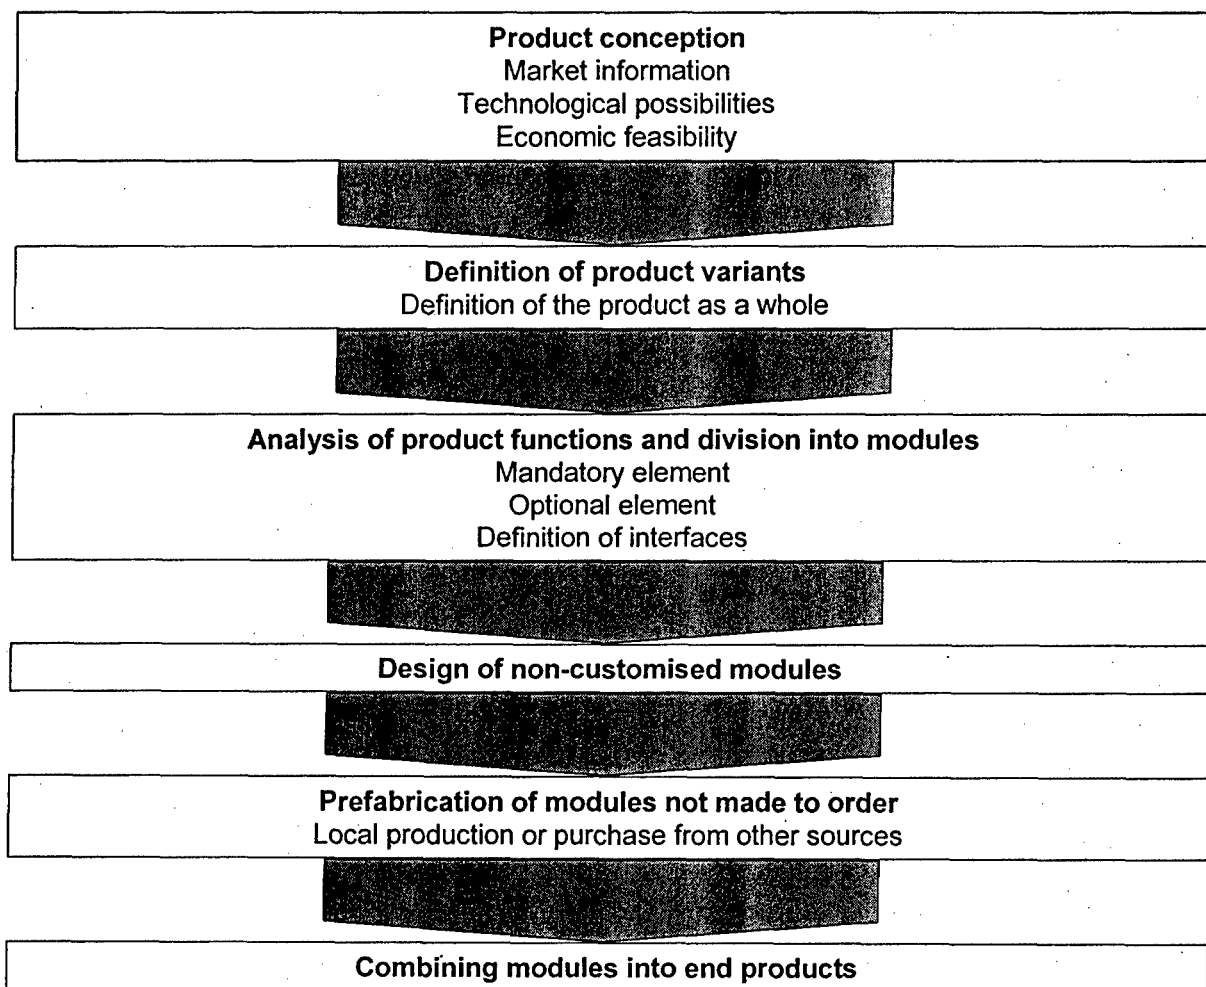 Product conception
Market information
Technological possibilities
Economic feasibility
Definition of product variants
Definition of the product as a whole
Analysis of product functions and division into modules
Mandatory element
Optional element
Definition of interfaces
Design of non-customised modules
Prefabrication of modules not made to order
Local production or purchase from other sources
Combining modules into end products